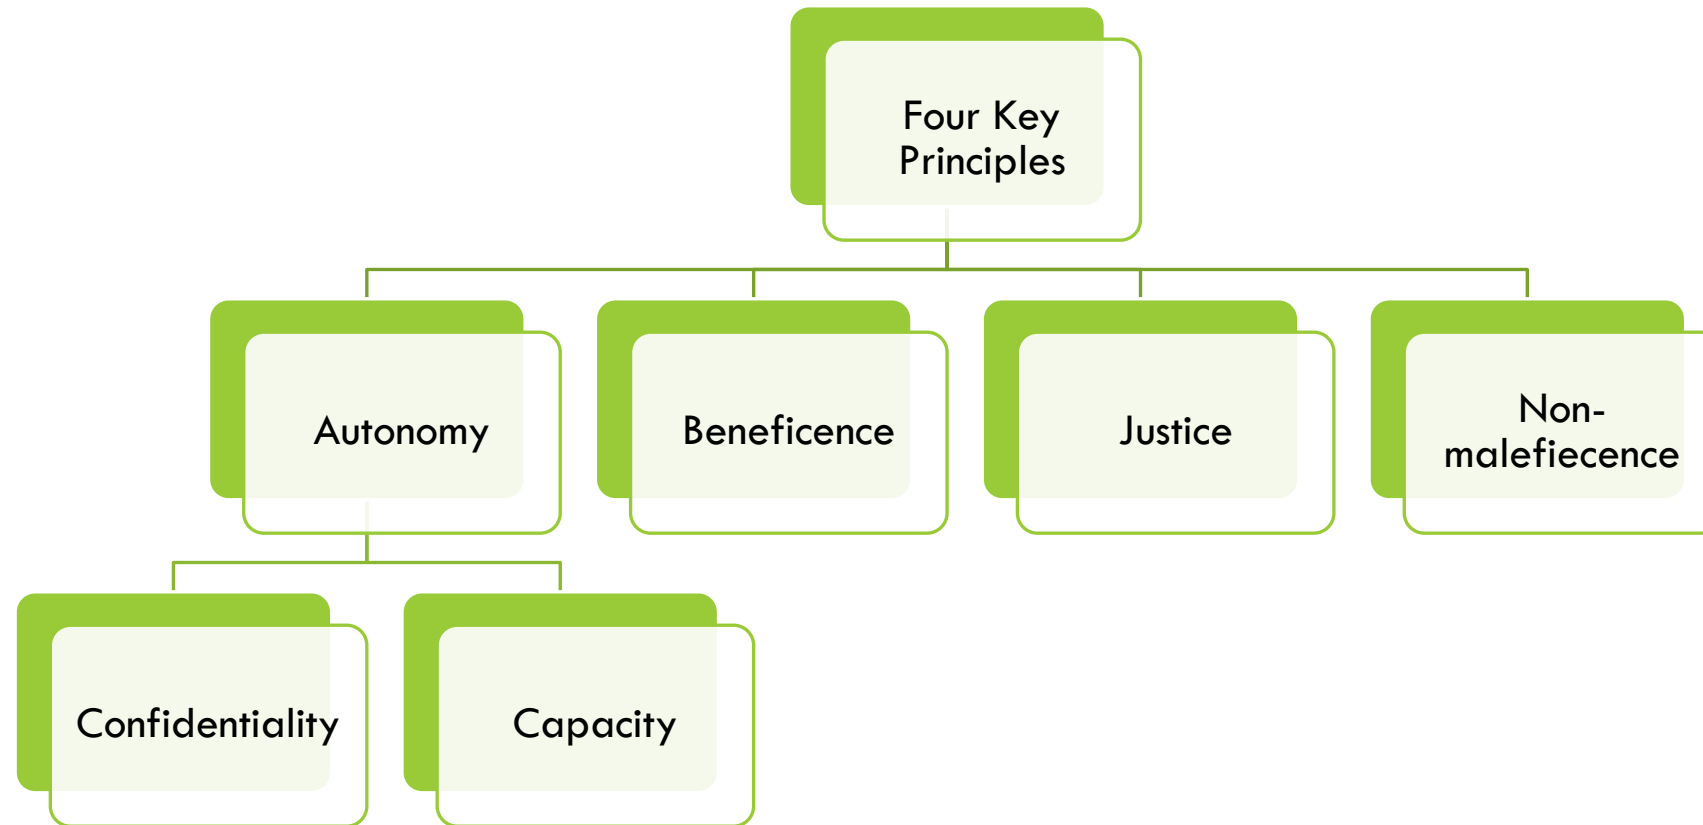 Four Key
Principles
Autonomy
Beneficence
Justice
Non-
malefiecence
Confidentiality
Capacity